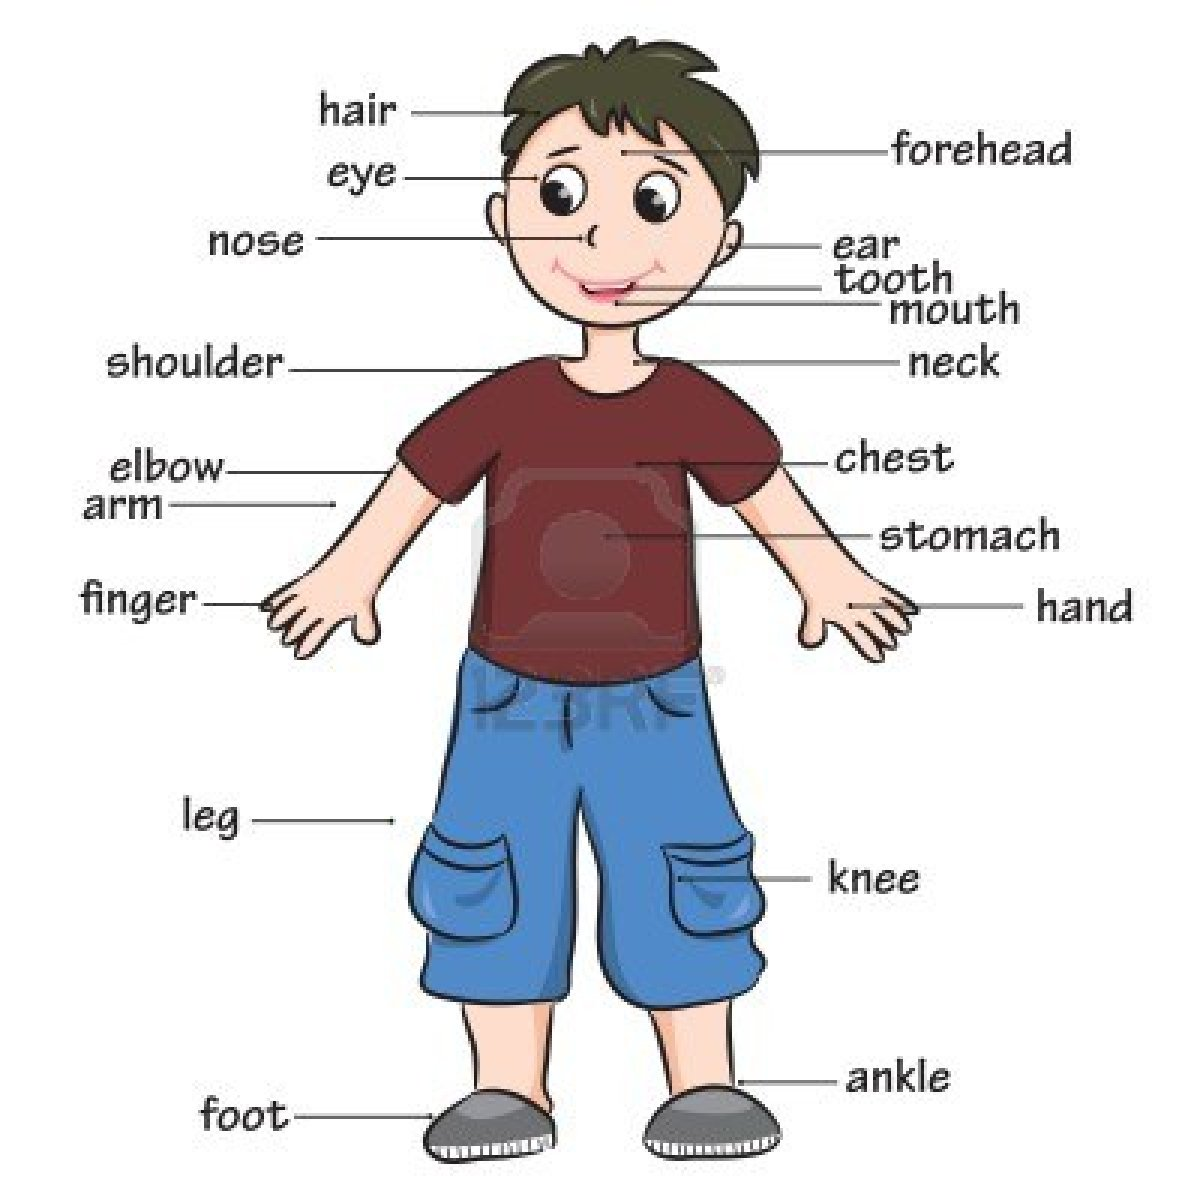 hair
forehead
eye
nose
ear
tooth
mouth
shoulder
neck
elbow
chest
arm
stomach
finger
hand
leg
knee
ankle
foot
123RF®